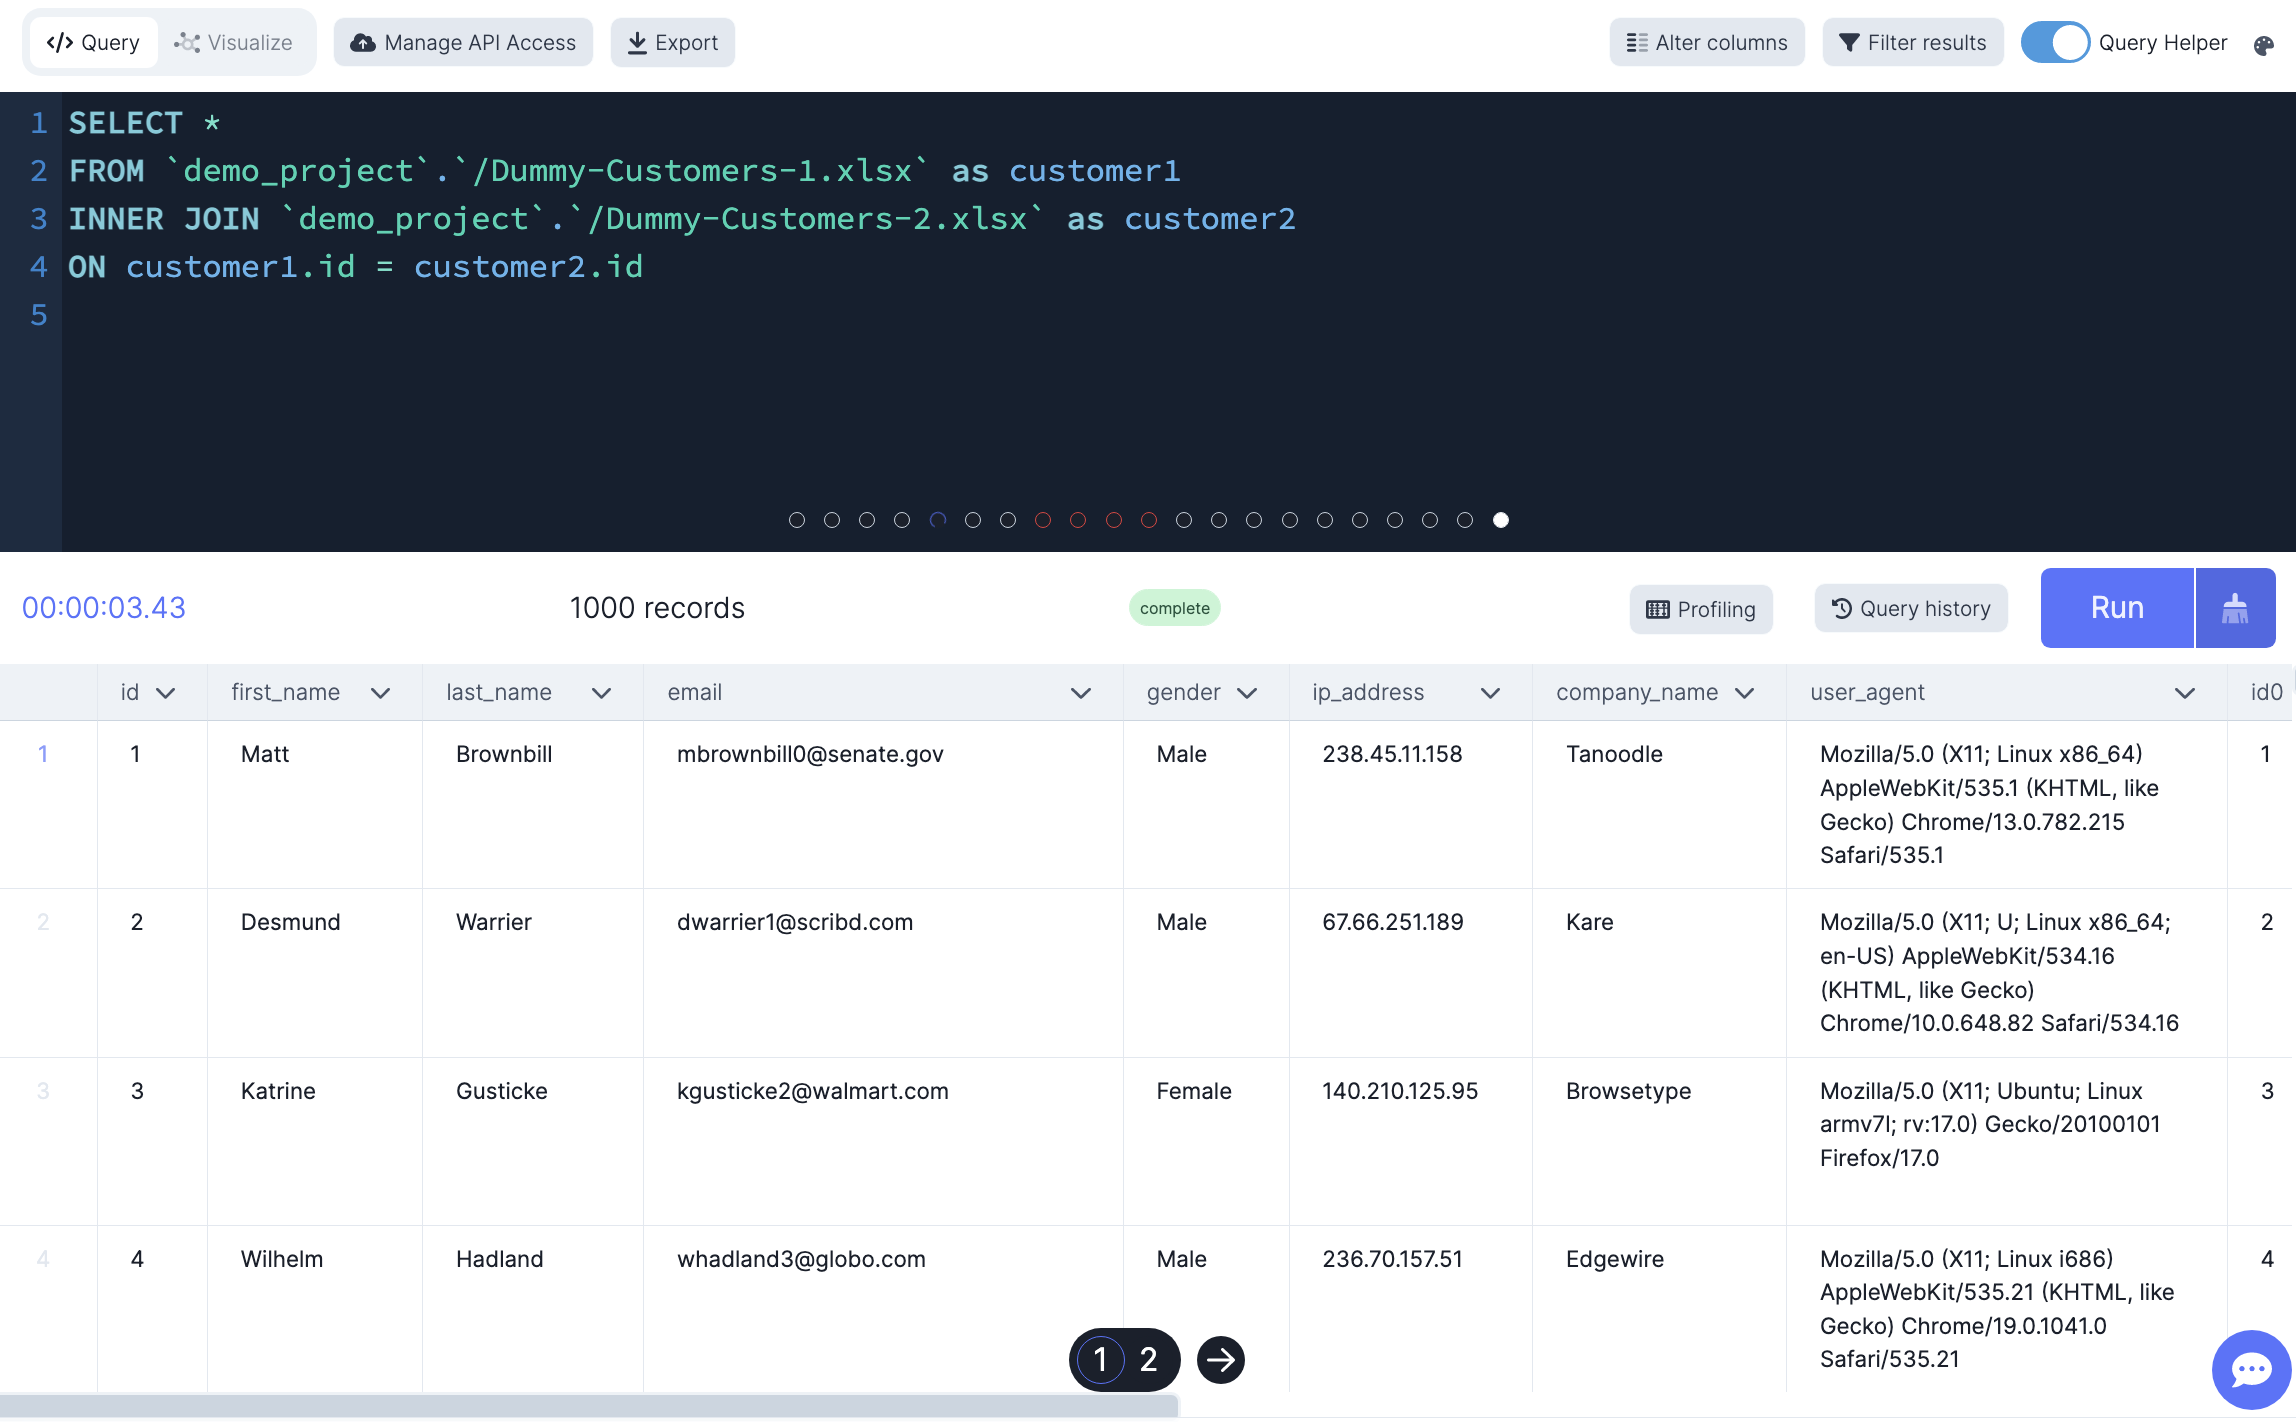 </> Query Visualize Manage API Access Export Alter columns Filter results Query Helper
1 SELECT *
2 FROM `demo_project`.`/Dummy-Customers-1.xlsx` as customer1
3 INNER JOIN `demo_project`.`/Dummy-Customers-2.xlsx` as customer2
4 ON customer1.id = customer2.id
5
00:00:03.43 1000 records complete Profiling Query history Run
id first_name last_name email gender ip_address company_name user_agent id0
1 1 Matt Brownbill mbrownbill0@senate.gov Male 238.45.11.158 Tanoodle Mozilla/5.0 (X11; Linux x86_64) 1
AppleWebKit/535.1 (KHTML, like
Gecko) Chrome/13.0.782.215
Safari/535.1
2 2 Desmund Warrier dwarrier1@scribd.com Male 67.66.251.189 Kare Mozilla/5.0 (X11; U; Linux x86_64; 2
en-US) AppleWebKit/534.16
(KHTML, like Gecko)
Chrome/10.0.648.82 Safari/534.16
3 3 Katrine Gusticke kgusticke2@walmart.com Female 140.210.125.95 Browsetype Mozilla/5.0 (X11; Ubuntu; Linux 3
armv7l; rv:17.0) Gecko/20100101
Firefox/17.0
4 4 Wilhelm Hadland whadland3@globo.com Male 236.70.157.51 Edgewire Mozilla/5.0 (X11; Linux i686) 4
AppleWebKit/535.21 (KHTML, like
Gecko) Chrome/19.0.1041.0
Safari/535.21
1 2